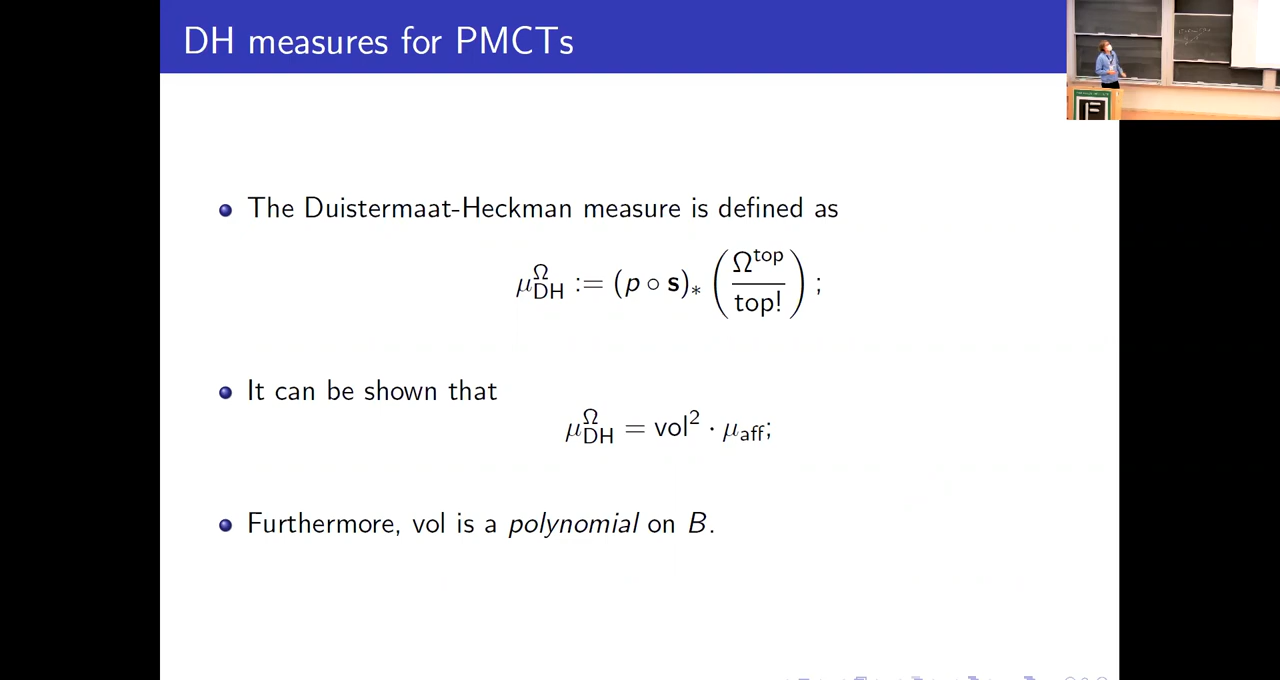 DH measures for PMCTs
The Duistermaat-Heckman measure is defined as
μ^Ω_DH := (p ∘ s)_* (Ω^top / top!) ;
It can be shown that
μ^Ω_DH = vol² · μ_aff;
Furthermore, vol is a polynomial on B.